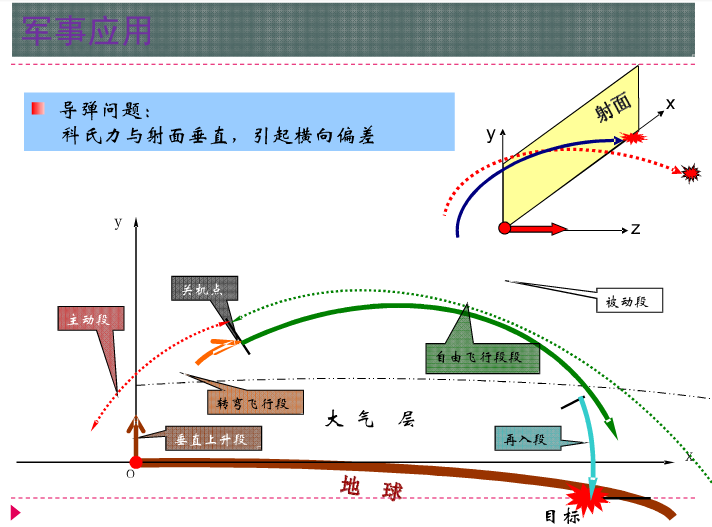 军事应用
导弹问题：
科氏力与射面垂直，引起横向偏差
射面
x
y
z
y
关机点
主动段
被动段
自由飞行段段
转弯飞行段
大气层
垂直上升段
再入段
x
O
地球
目标